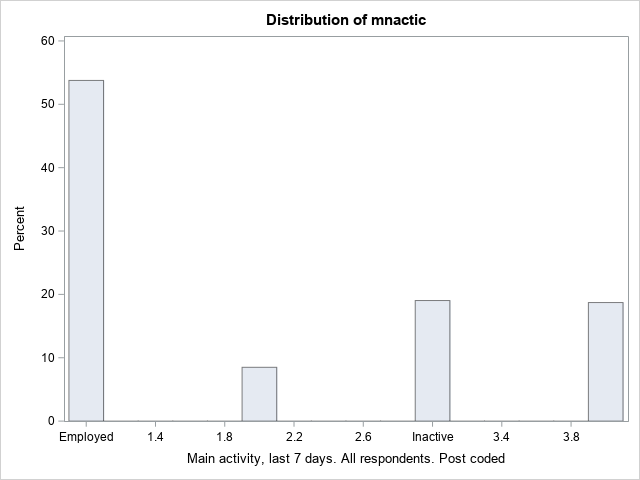 Distribution of mnactic
60
50
40
30
20
10
0
Percent
Employed 1.4 1.8 2.2 2.6 Inactive 3.4 3.8
Main activity, last 7 days. All respondents. Post coded